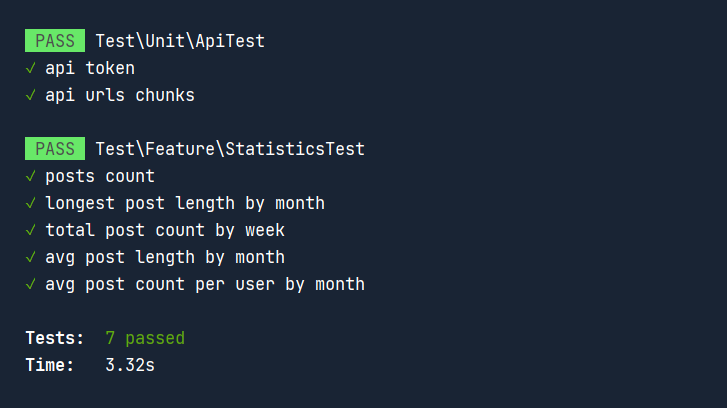 PASS Test\Unit\ApiTest
✓ api token
✓ api urls chunks
PASS Test\Feature\StatisticsTest
✓ posts count
✓ longest post length by month
✓ total post count by week
✓ avg post length by month
✓ avg post count per user by month
Tests: 7 passed
Time: 3.32s